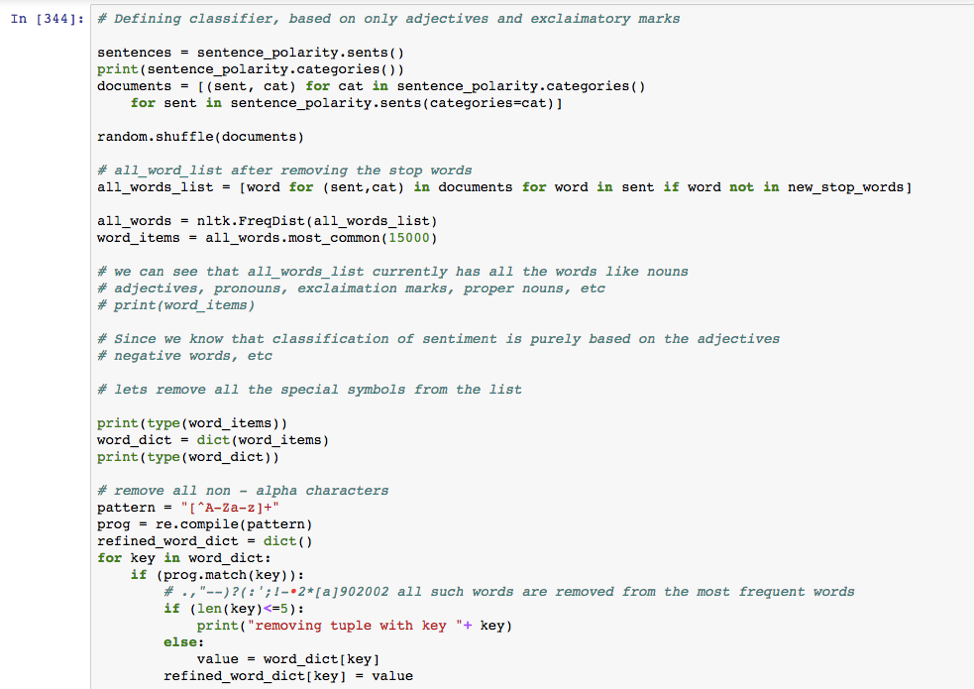 In [344]: # Defining classifier, based on only adjectives and exclaimatory marks
sentences = sentence_polarity.sents()
print(sentence_polarity.categories())
documents = [(sent, cat) for cat in sentence_polarity.categories()
    for sent in sentence_polarity.sents(categories=cat)]
random.shuffle(documents)
# all_word_list after removing the stop words
all_words_list = [word for (sent,cat) in documents for word in sent if word not in new_stop_words]
all_words = nltk.FreqDist(all_words_list)
word_items = all_words.most_common(15000)
# we can see that all_words_list currently has all the words like nouns
# adjectives, pronouns, exclaimation marks, proper nouns, etc
# print(word_items)
# Since we know that classification of sentiment is purely based on the adjectives
# negative words, etc
# lets remove all the special symbols from the list
print(type(word_items))
word_dict = dict(word_items)
print(type(word_dict))
# remove all non - alpha characters
pattern = "[^A-Za-z]+"
prog = re.compile(pattern)
refined_word_dict = dict()
for key in word_dict:
    if (prog.match(key)):
        # .,"--)?(:';!-•2*[a]902002 all such words are removed from the most frequent words
        if (len(key)<=5):
            print("removing tuple with key "+ key)
        else:
            value = word_dict[key]
        refined_word_dict[key] = value